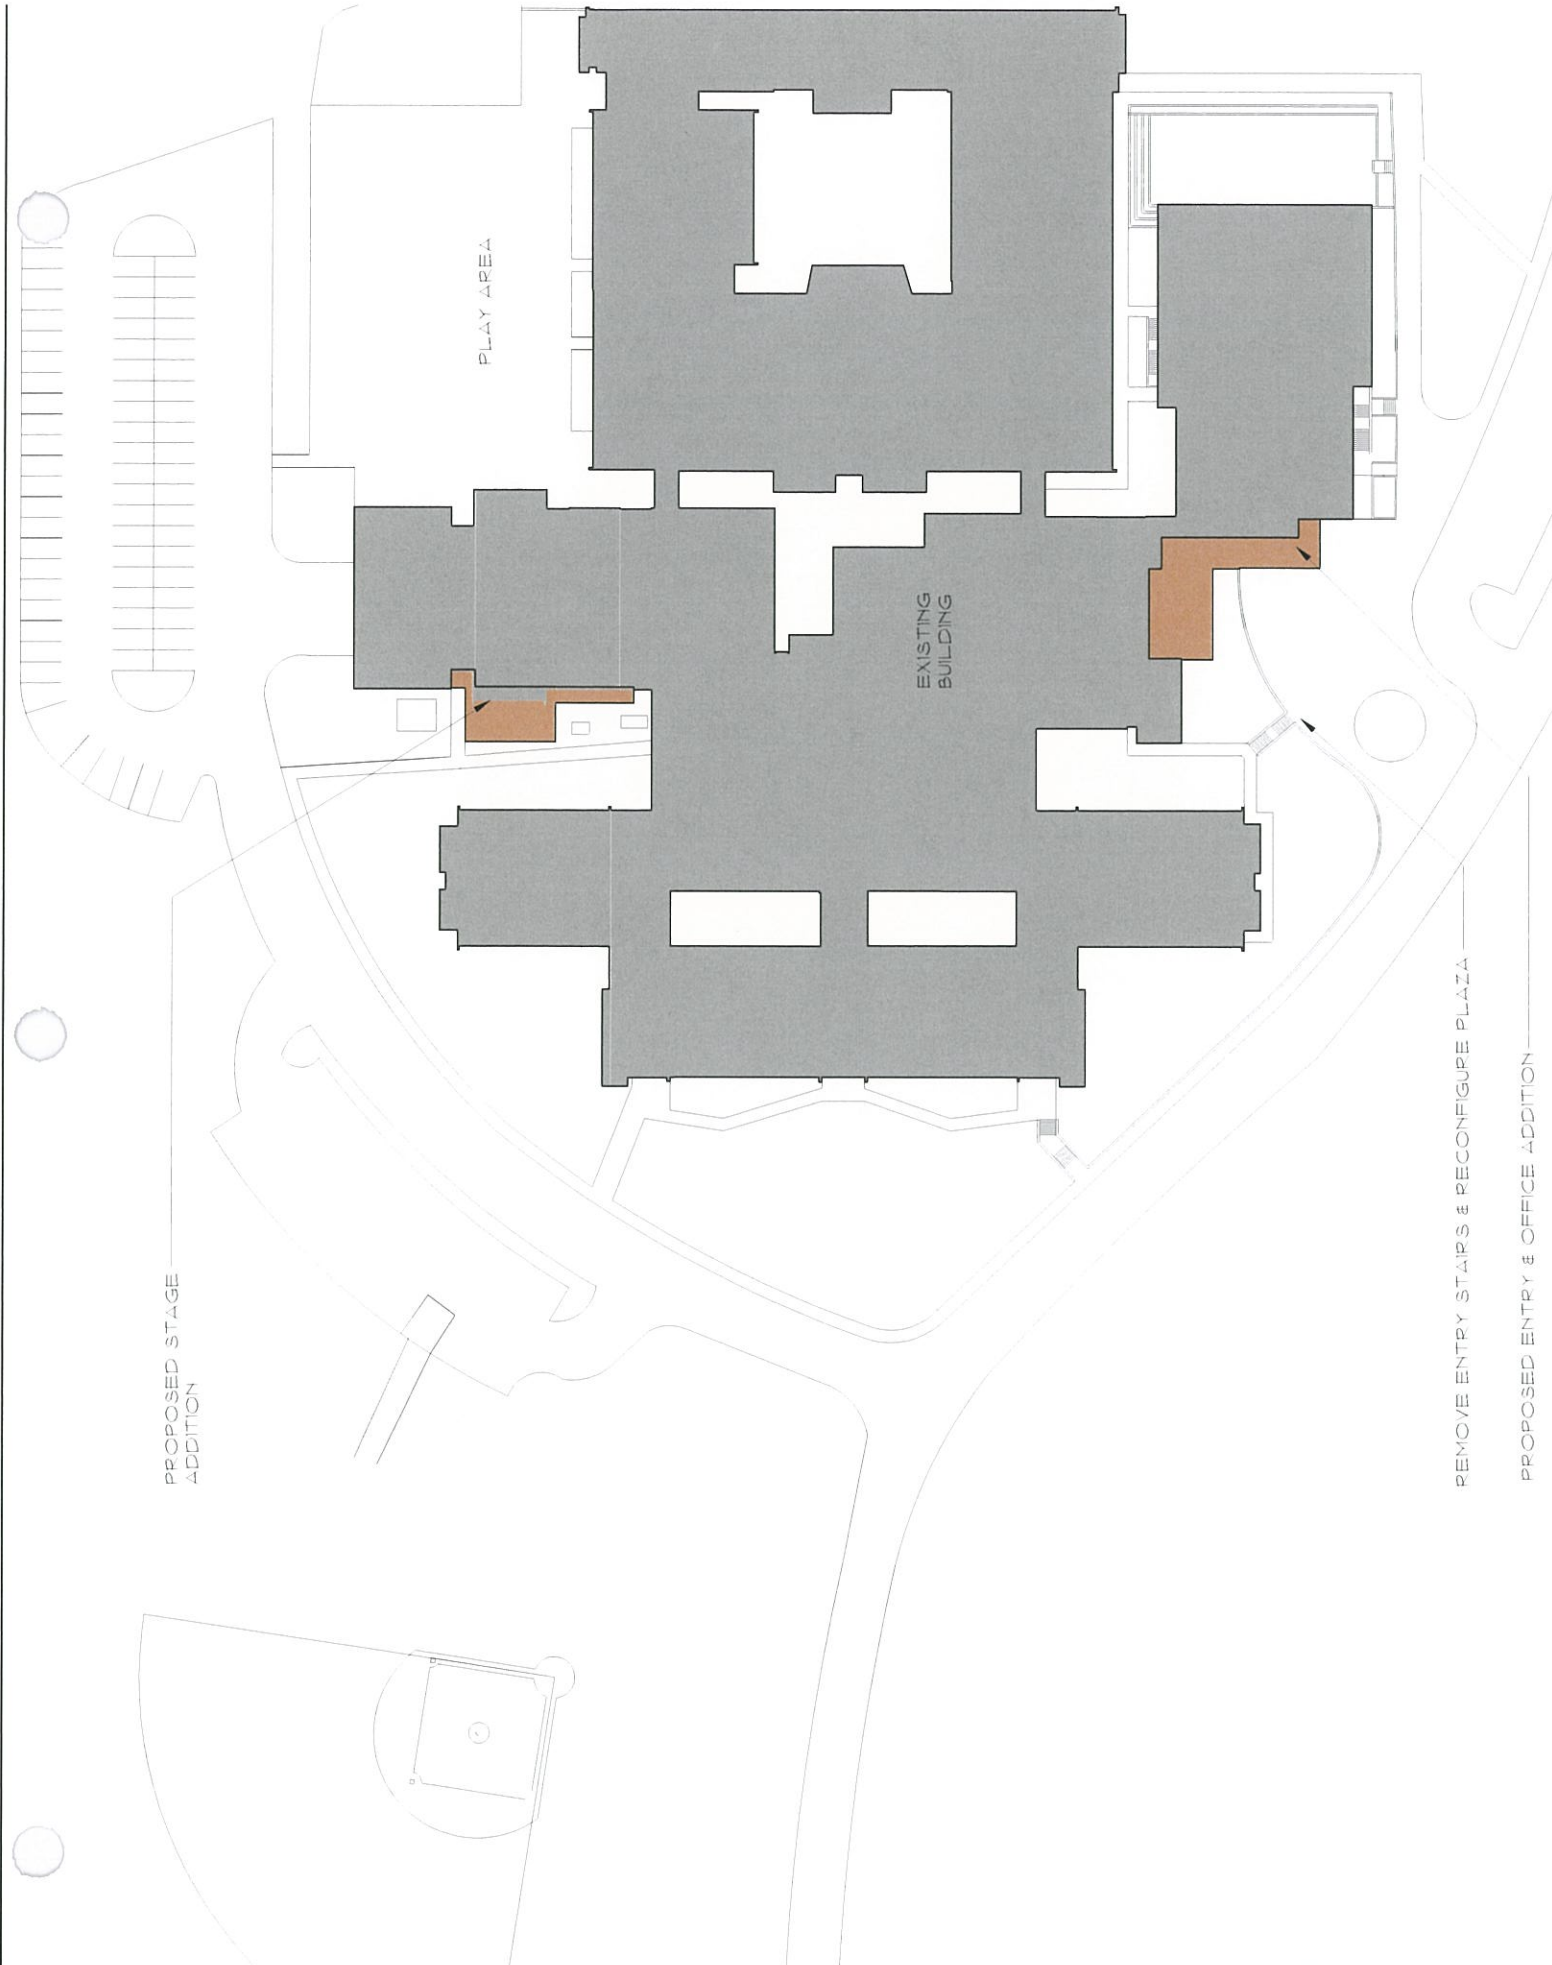 PLAY AREA
EXISTING
BUILDING
PROPOSED STAGE
ADDITION
REMOVE ENTRY STAIRS & RECONFIGURE PLAZA
PROPOSED ENTRY & OFFICE ADDITION